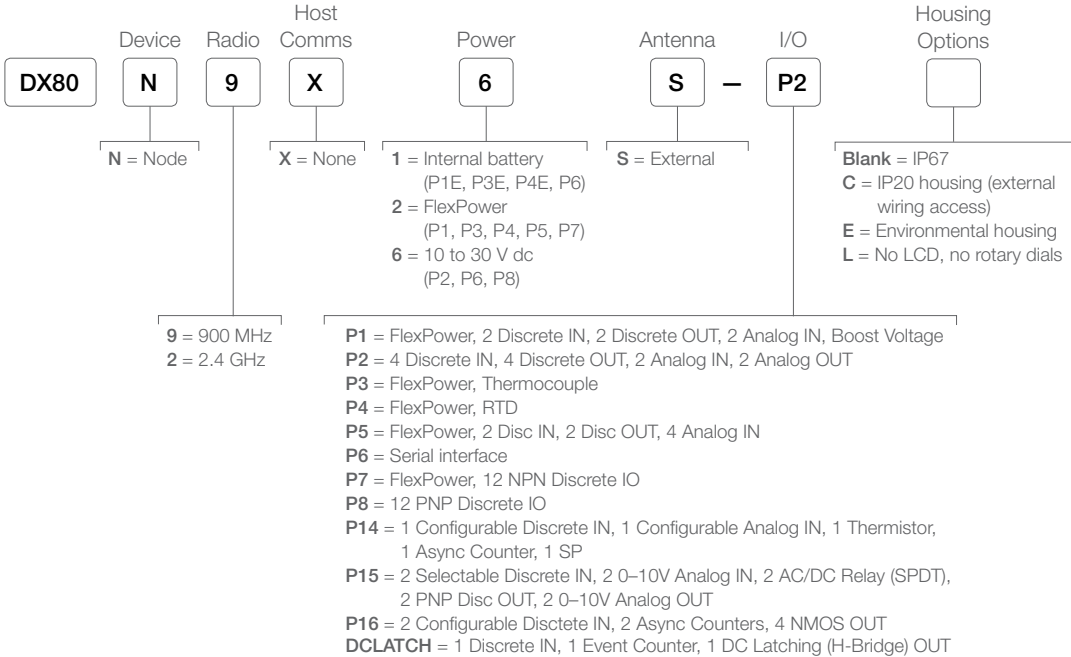 Host
Housing
Device Radio Comms Power Antenna I/O Options
DX80 N 9 X 6 S – P2
N = Node
X = None
1 = Internal battery
(P1E, P3E, P4E, P6)
2 = FlexPower
(P1, P3, P4, P5, P7)
6 = 10 to 30 V dc
(P2, P6, P8)
S = External
Blank = IP67
C = IP20 housing (external
wiring access)
E = Environmental housing
L = No LCD, no rotary dials
9 = 900 MHz
2 = 2.4 GHz
P1 = FlexPower, 2 Discrete IN, 2 Discrete OUT, 2 Analog IN, Boost Voltage
P2 = 4 Discrete IN, 4 Discrete OUT, 2 Analog IN, 2 Analog OUT
P3 = FlexPower, Thermocouple
P4 = FlexPower, RTD
P5 = FlexPower, 2 Disc IN, 2 Disc OUT, 4 Analog IN
P6 = Serial interface
P7 = FlexPower, 12 NPN Discrete IO
P8 = 12 PNP Discrete IO
P14 = 1 Configurable Discrete IN, 1 Configurable Analog IN, 1 Thermistor,
1 Async Counter, 1 SP
P15 = 2 Selectable Discrete IN, 2 0–10V Analog IN, 2 AC/DC Relay (SPDT),
2 PNP Disc OUT, 2 0–10V Analog OUT
P16 = 2 Configurable Disctete IN, 2 Async Counters, 4 NMOS OUT
DCLATCH = 1 Discrete IN, 1 Event Counter, 1 DC Latching (H-Bridge) OUT